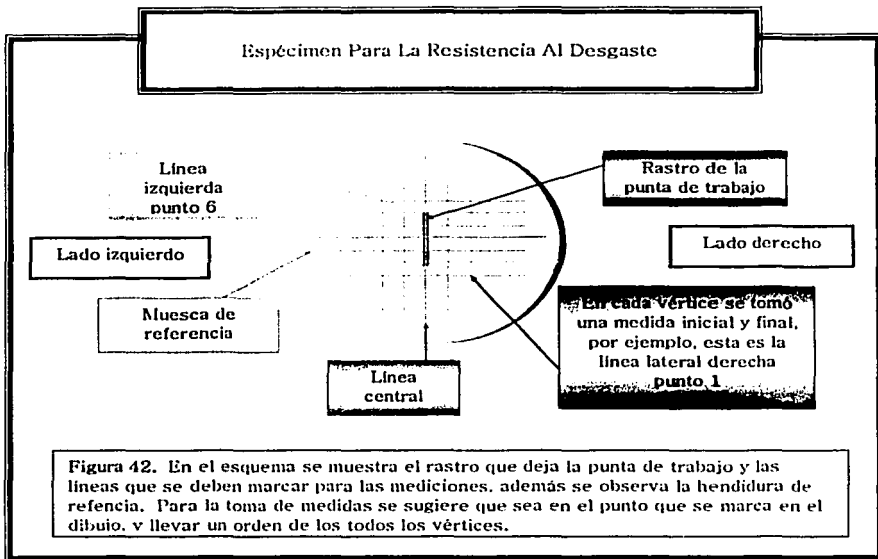 Espécimen Para La Resistencia Al Desgaste
Línea
izquierda
punto 6
Rastro de la
punta de trabajo
Lado izquierdo
Lado derecho
Muesca de
referencia
En cada vértice se tomó
una medida inicial y final,
por ejemplo, esta es la
línea lateral derecha
punto 1
Línea
central
Figura 42. En el esquema se muestra el rastro que deja la punta de trabajo y las
líneas que se deben marcar para las mediciones, además se observa la hendidura de
refencia. Para la toma de medidas se sugiere que sea en el punto que se marca en el
dibujo, y llevar un orden de los todos los vértices.